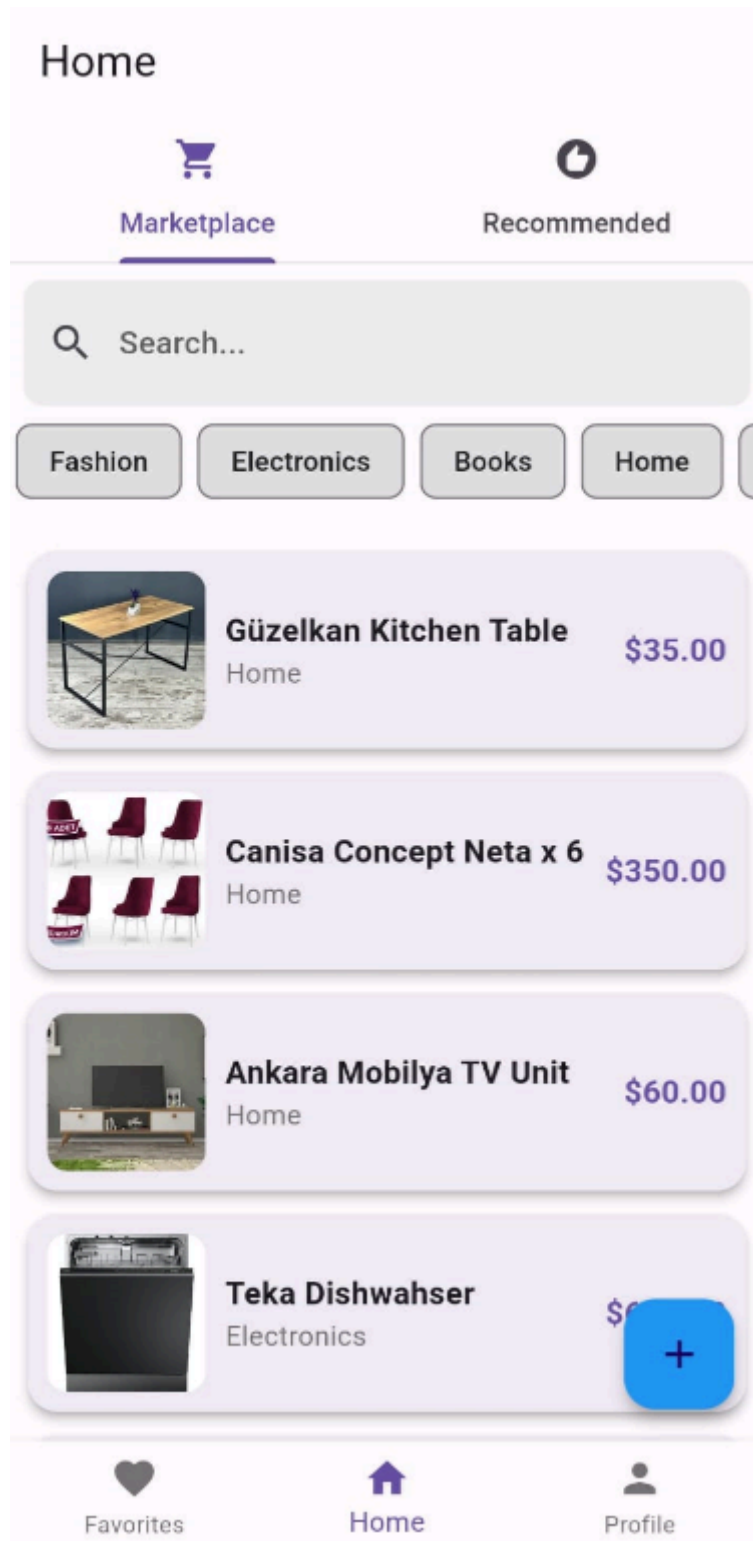 Home
Marketplace
Recommended
Search...
Fashion
Electronics
Books
Home
Güzelkan Kitchen Table
Home
$35.00
Canisa Concept Neta x 6
Home
$350.00
Ankara Mobilya TV Unit
Home
$60.00
Teka Dishwahser
Electronics
+
Favorites
Home
Profile